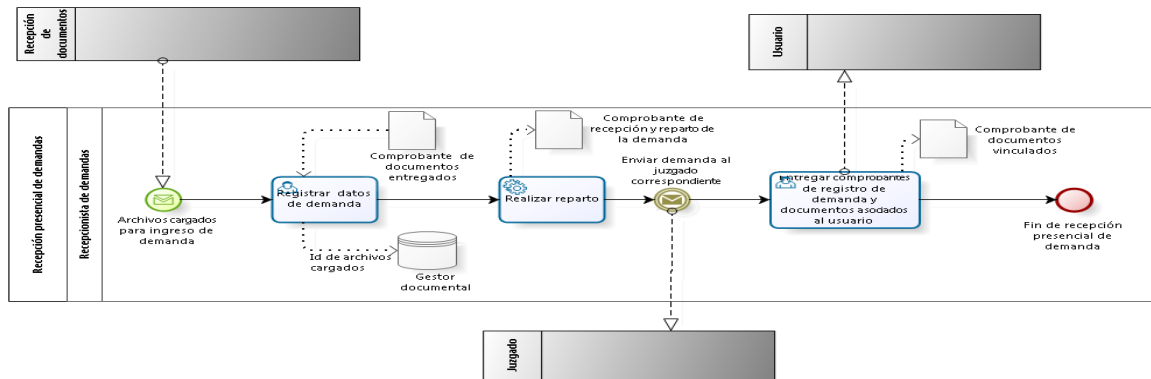 Recepción
de
documentos
Usuario
Recepción presencial de demandas
Recepcionista de demandas
Archivos cargados
para ingreso de
demanda
Comprobante de
documentos
entregados
Registrar datos
de demanda
Id de archivos
cargados
Gestor
documental
Comprobante de
recepción y reparto de
la demanda
Realizar reparto
Enviar demanda al
juzgado
correspondiente
Comprobante de
documentos
vinculados
Entregar comprobantes
de registro de
demanda y
documentos asociados
al usuario
Fin de recepción
presencial de
demanda
Juzgado